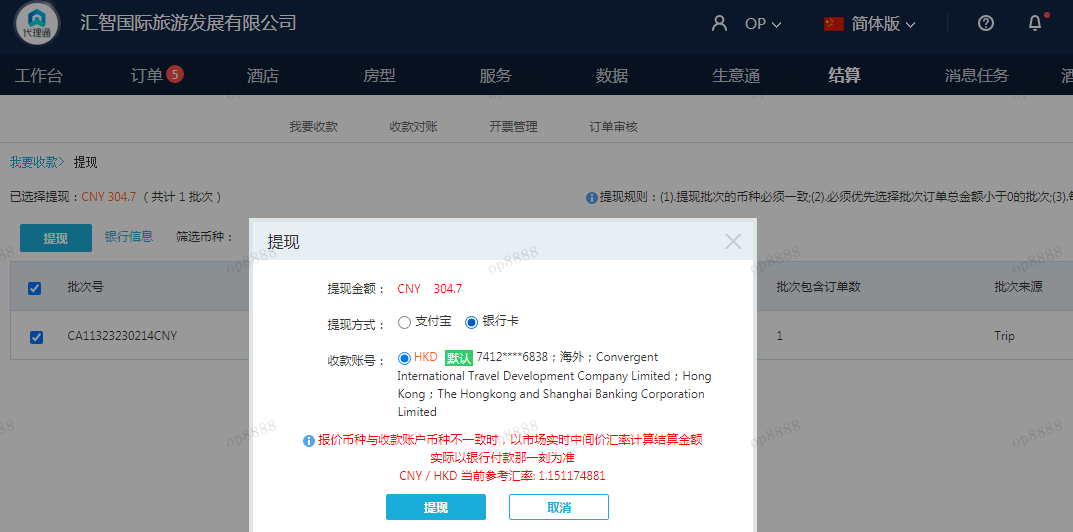 代理通
汇智国际旅游发展有限公司
OP
简体版
工作台
订单 5
酒店
房型
服务
数据
生意通
结算
消息任务
酒
我要收款
收款对账
开票管理
订单审核
我要收款 > 提现
已选择提现：CNY 304.7 （ 共计 1 批次 ）
提现规则：(1).提现批次的币种必须一致;(2).必须优先选择批次订单总金额小于0的批次;(3).每
提现
银行信息
筛选币种：
批次号
批次包含订单数
批次来源
CA11323230214CNY
1
Trip
提现
提现金额： CNY 304.7
提现方式： 支付宝 银行卡
收款账号： HKD 默认 7412****6838；海外；Convergent
International Travel Development Company Limited；Hong
Kong；The Hongkong and Shanghai Banking Corporation
Limited
报价币种与收款账户币种不一致时，以市场实时中间价汇率计算结算金额
实际以银行付款那一刻为准
CNY / HKD 当前参考汇率: 1.151174881
提现
取消
op8888
op8888
op8888
op8888
op8888
op8888